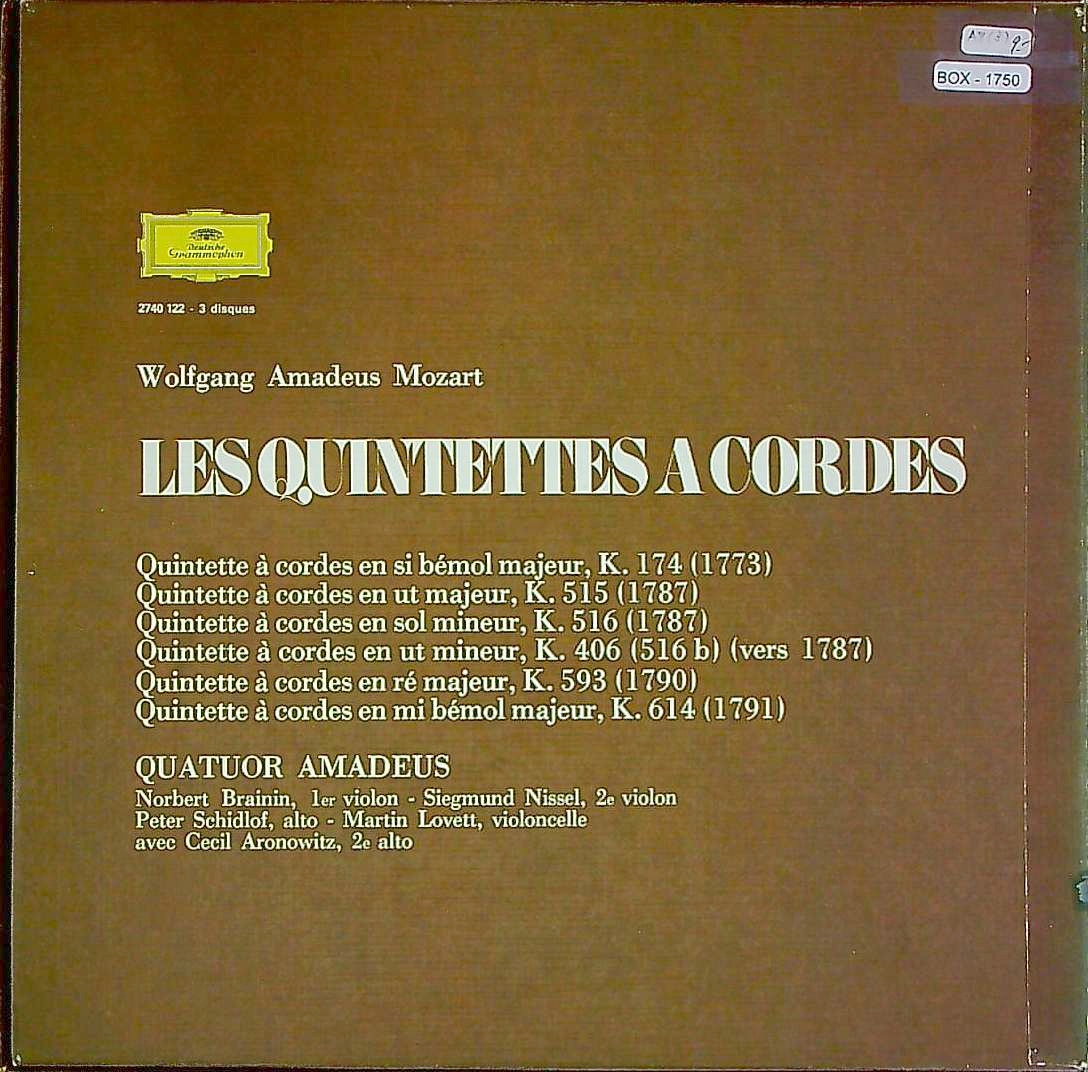 9.-
BOX - 1750
Deutsche
Grammophon
2740 122 - 3 disques
Wolfgang Amadeus Mozart
LES QUINTETTES A CORDES
Quintette à cordes en si bémol majeur, K. 174 (1773)
Quintette à cordes en ut majeur, K. 515 (1787)
Quintette à cordes en sol mineur, K. 516 (1787)
Quintette à cordes en ut mineur, K. 406 (516 b) (vers 1787)
Quintette à cordes en ré majeur, K. 593 (1790)
Quintette à cordes en mi bémol majeur, K. 614 (1791)
QUATUOR AMADEUS
Norbert Brainin, 1er violon - Siegmund Nissel, 2e violon
Peter Schidlof, alto - Martin Lovett, violoncelle
avec Cecil Aronowitz, 2e alto